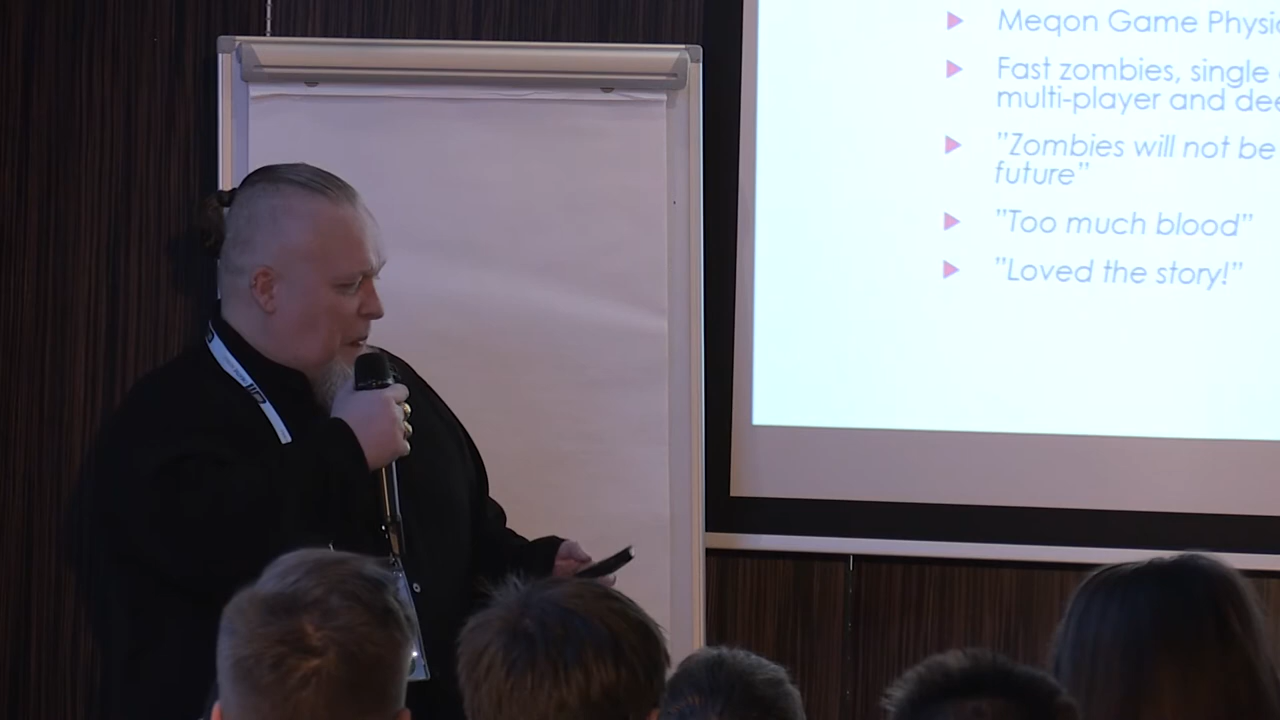 Meqon Game Physi
Fast zombies, single
multi-player and dee
"Zombies will not be
future"
"Too much blood"
"Loved the story!"